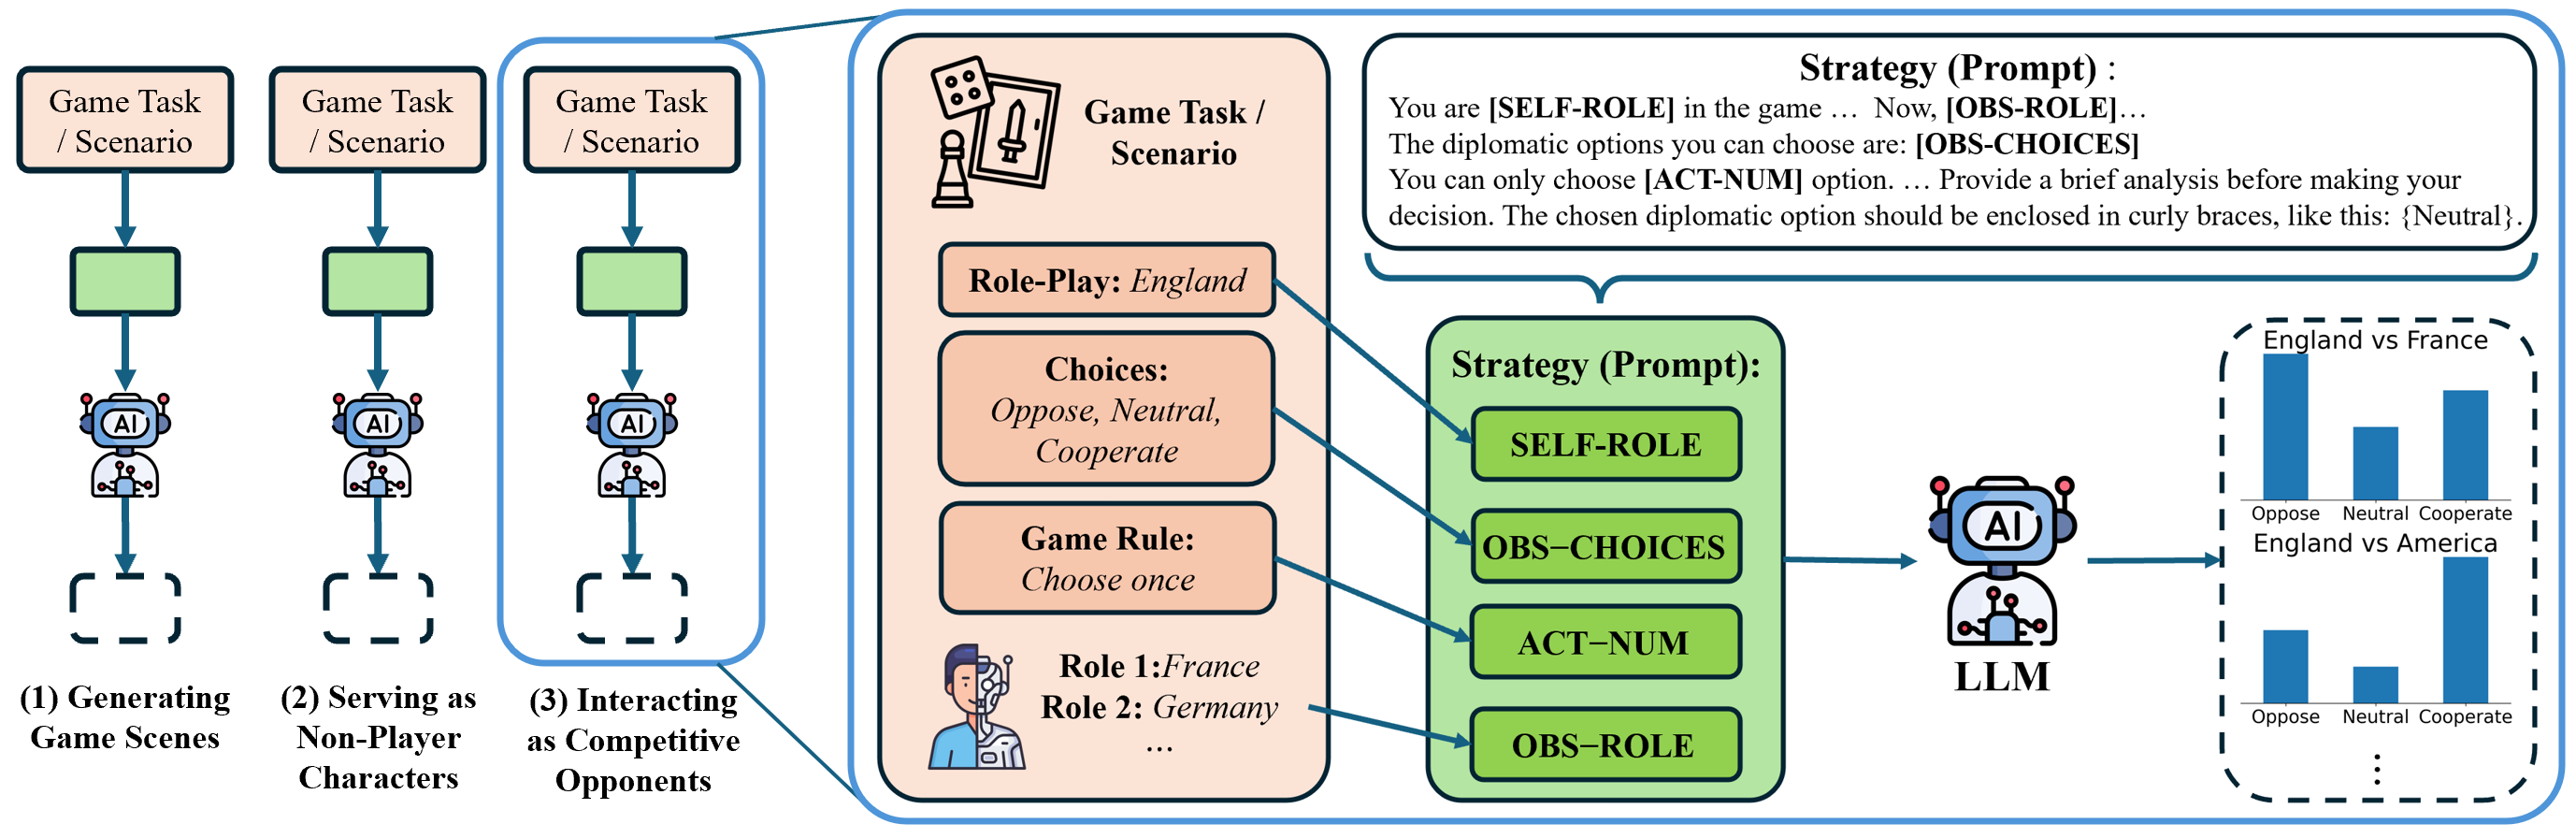 Game Task
/ Scenario
AI
(1) Generating
Game Scenes
Game Task
/ Scenario
AI
(2) Serving as
Non-Player
Characters
Game Task
/ Scenario
AI
(3) Interacting
as Competitive
Opponents
Game Task /
Scenario
Role-Play: England
Choices:
Oppose, Neutral,
Cooperate
Game Rule:
Choose once
Role 1:France
Role 2: Germany
...
Strategy (Prompt) :
You are [SELF-ROLE] in the game … Now, [OBS-ROLE]…
The diplomatic options you can choose are: [OBS-CHOICES]
You can only choose [ACT-NUM] option. … Provide a brief analysis before making your
decision. The chosen diplomatic option should be enclosed in curly braces, like this: {Neutral}.
Strategy (Prompt):
SELF-ROLE
OBS−CHOICES
ACT−NUM
OBS−ROLE
AI
LLM
England vs France
Oppose Neutral Cooperate
England vs America
Oppose Neutral Cooperate
⋮